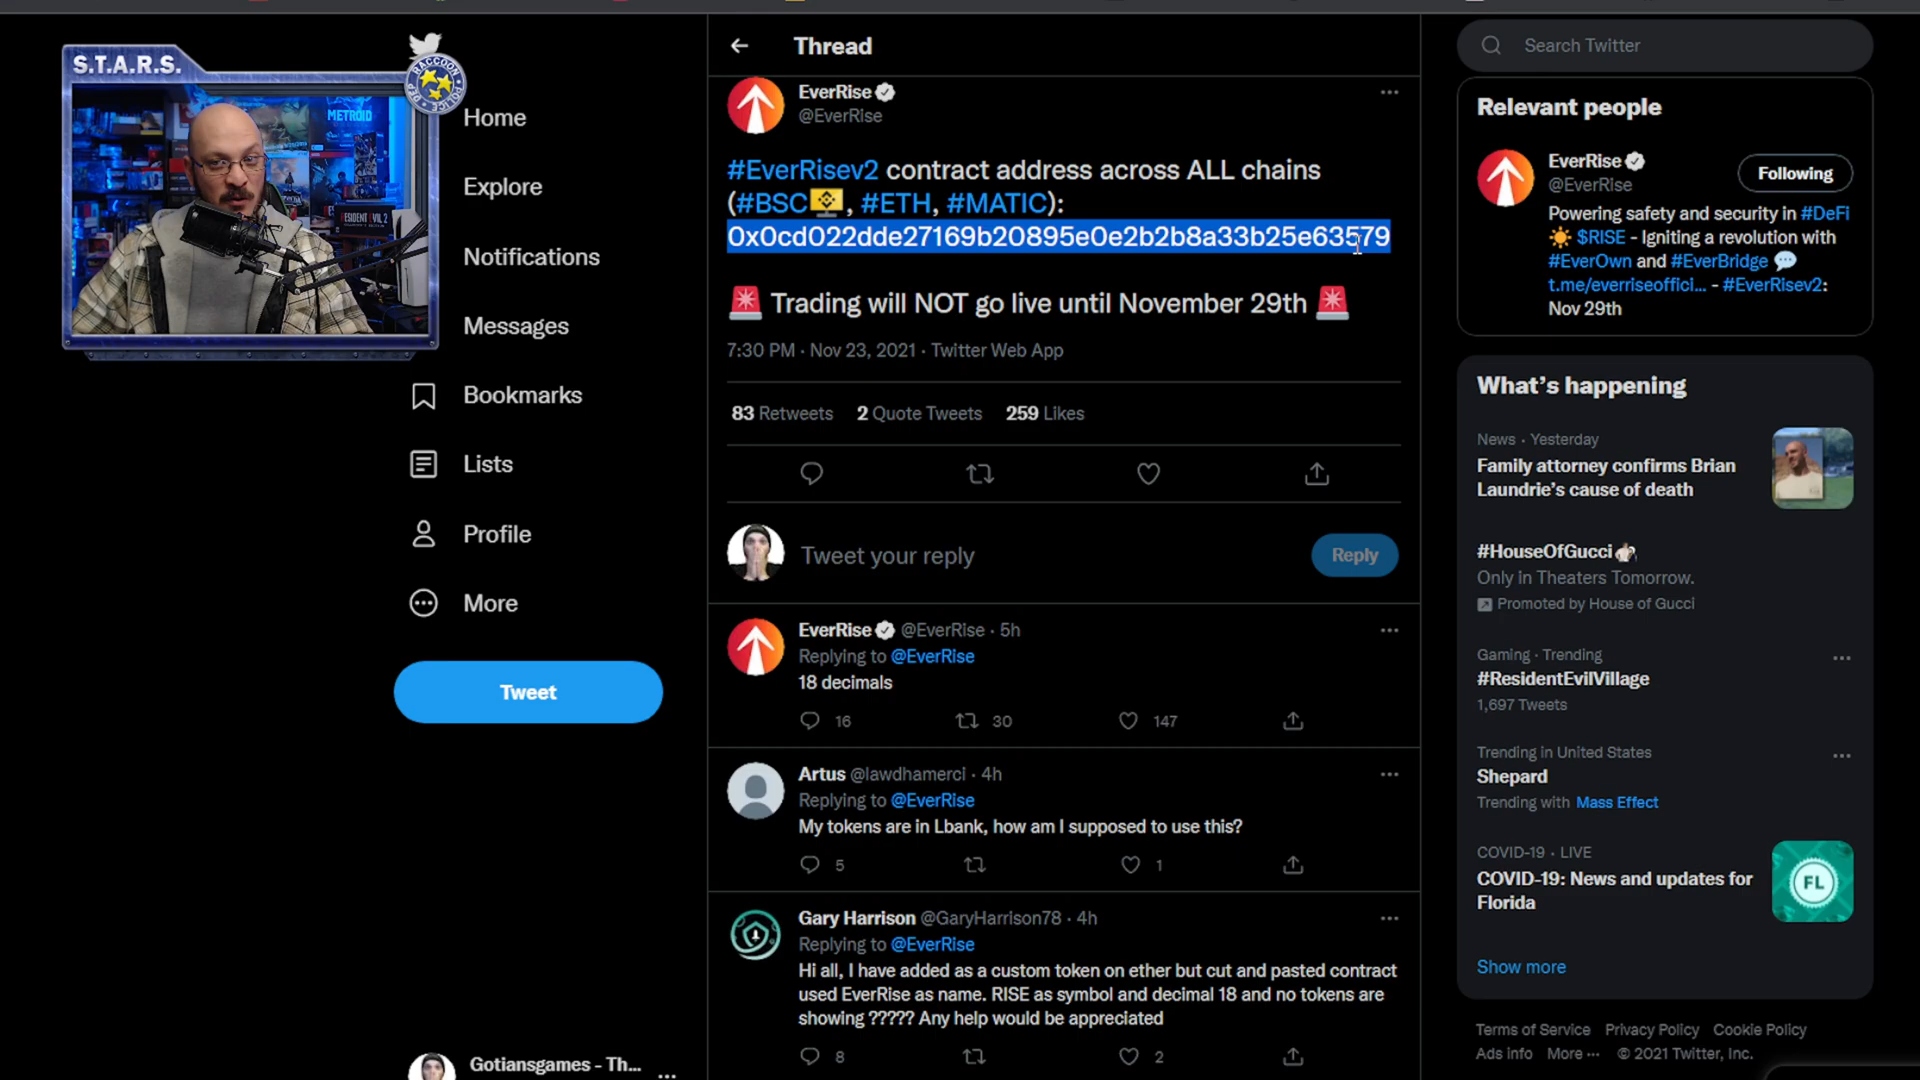 S.T.A.R.S.
RACCOON
POLICE DEP
METROID
RESIDENT EVIL 2
Home
Explore
Notifications
Messages
Bookmarks
Lists
Profile
More
Tweet
Gotiansgames - Th...
Thread
EverRise
@EverRise
#EverRisev2 contract address across ALL chains
(#BSC, #ETH, #MATIC):
0x0cd022dde27169b20895e0e2b2b8a33b25e63579
🚨 Trading will NOT go live until November 29th 🚨
7:30 PM · Nov 23, 2021 · Twitter Web App
83 Retweets 2 Quote Tweets 259 Likes
Tweet your reply
Reply
EverRise @EverRise · 5h
Replying to @EverRise
18 decimals
16 30 147
Artus @lawdhamerci · 4h
Replying to @EverRise
My tokens are in Lbank, how am I supposed to use this?
5 1
Gary Harrison @GaryHarrison78 · 4h
Replying to @EverRise
Hi all, I have added as a custom token on ether but cut and pasted contract
used EverRise as name. RISE as symbol and decimal 18 and no tokens are
showing ????? Any help would be appreciated
8 2
Search Twitter
Relevant people
EverRise
@EverRise
Following
Powering safety and security in #DeFi
☀️ $RISE - Igniting a revolution with
#EverOwn and #EverBridge 💬
t.me/everriseoffici... - #EverRisev2:
Nov 29th
What's happening
News · Yesterday
Family attorney confirms Brian
Laundrie's cause of death
#HouseOfGucci
Only in Theaters Tomorrow.
Promoted by House of Gucci
Gaming · Trending
#ResidentEvilVillage
1,697 Tweets
Trending in United States
Shepard
Trending with Mass Effect
COVID-19 · LIVE
COVID-19: News and updates for
Florida
FL
Show more
Terms of Service Privacy Policy Cookie Policy
Ads info More ··· © 2021 Twitter, Inc.